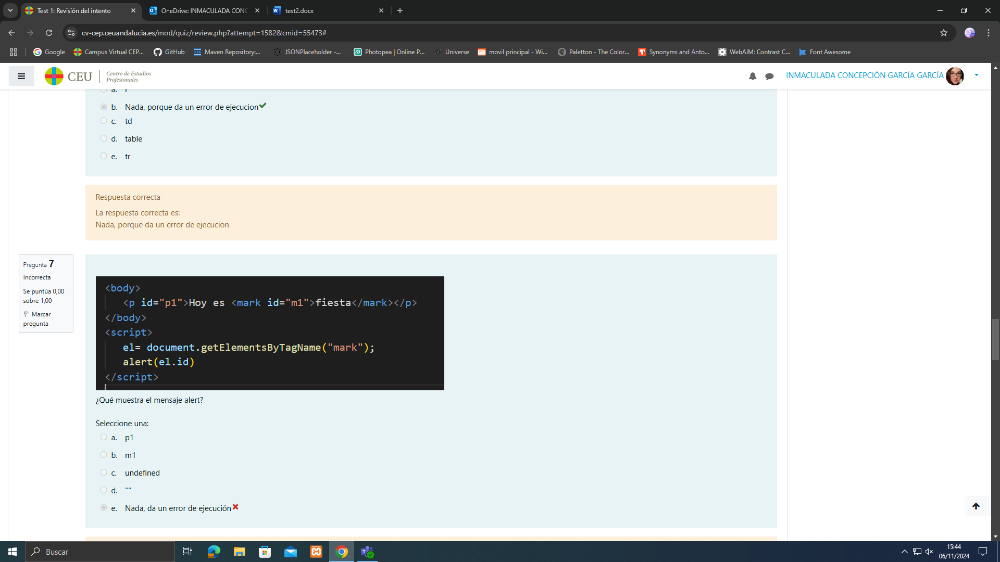 Test 1: Revisión del intento
OneDrive: INMACULADA CONC
test2.docx
cv-cep.ceuandalucia.es/mod/quiz/review.php?attempt=1582&cmid=55473#
Google
Campus Virtual CEP...
GitHub
Maven Repository:...
JSONPlaceholder -...
Photopea | Online P...
Universe
movil principal - Wi...
Paletton - The Color...
Synonyms and Anto...
WebAIM: Contrast C...
Font Awesome
CEU
Centro de Estudios
Profesionales
INMACULADA CONCEPCIÓN GARCÍA GARCÍA
a.
b. Nada, porque da un error de ejecucion
c. td
d. table
e. tr
Respuesta correcta
La respuesta correcta es:
Nada, porque da un error de ejecucion
Pregunta 7
Incorrecta
Se puntúa 0,00
sobre 1,00
Marcar
pregunta
<body>
<p id="p1">Hoy es <mark id="m1">fiesta</mark></p>
</body>
<script>
el= document.getElementsByTagName("mark");
alert(el.id)
</script>
¿Qué muestra el mensaje alert?
Seleccione una:
a. p1
b. m1
c. undefined
d. ""
e. Nada, da un error de ejecución
Buscar
15:44
06/11/2024